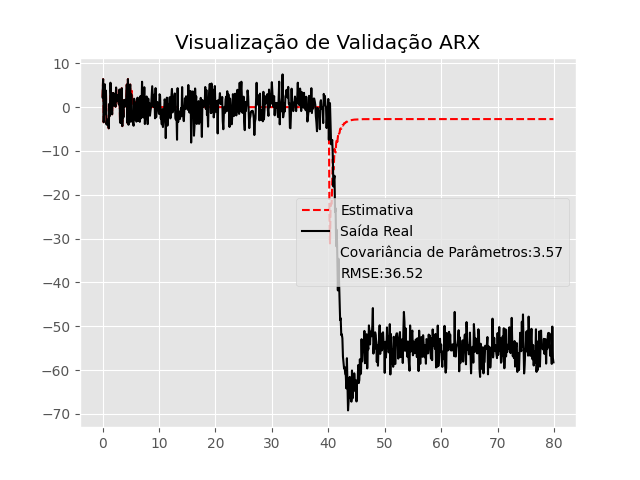 Visualização de Validação ARX
10
0
−10
−20
−30
−40
−50
−60
−70
Estimativa
Saída Real
Covariância de Parâmetros:3.57
RMSE:36.52
0 10 20 30 40 50 60 70 80